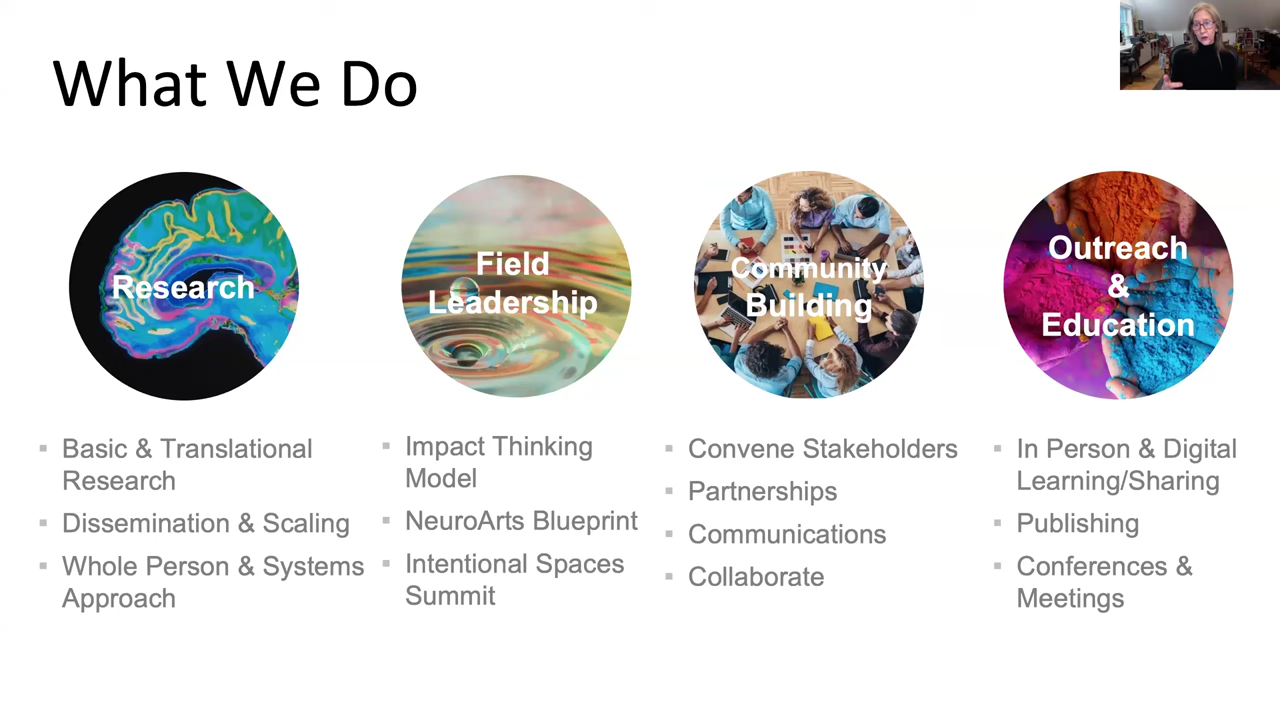 What We Do
Research
Field
Leadership
Community
Building
Outreach
&
Education
▪ Basic & Translational
Research
▪ Dissemination & Scaling
▪ Whole Person & Systems
Approach
▪ Impact Thinking
Model
▪ NeuroArts Blueprint
▪ Intentional Spaces
Summit
▪ Convene Stakeholders
▪ Partnerships
▪ Communications
▪ Collaborate
▪ In Person & Digital
Learning/Sharing
▪ Publishing
▪ Conferences &
Meetings